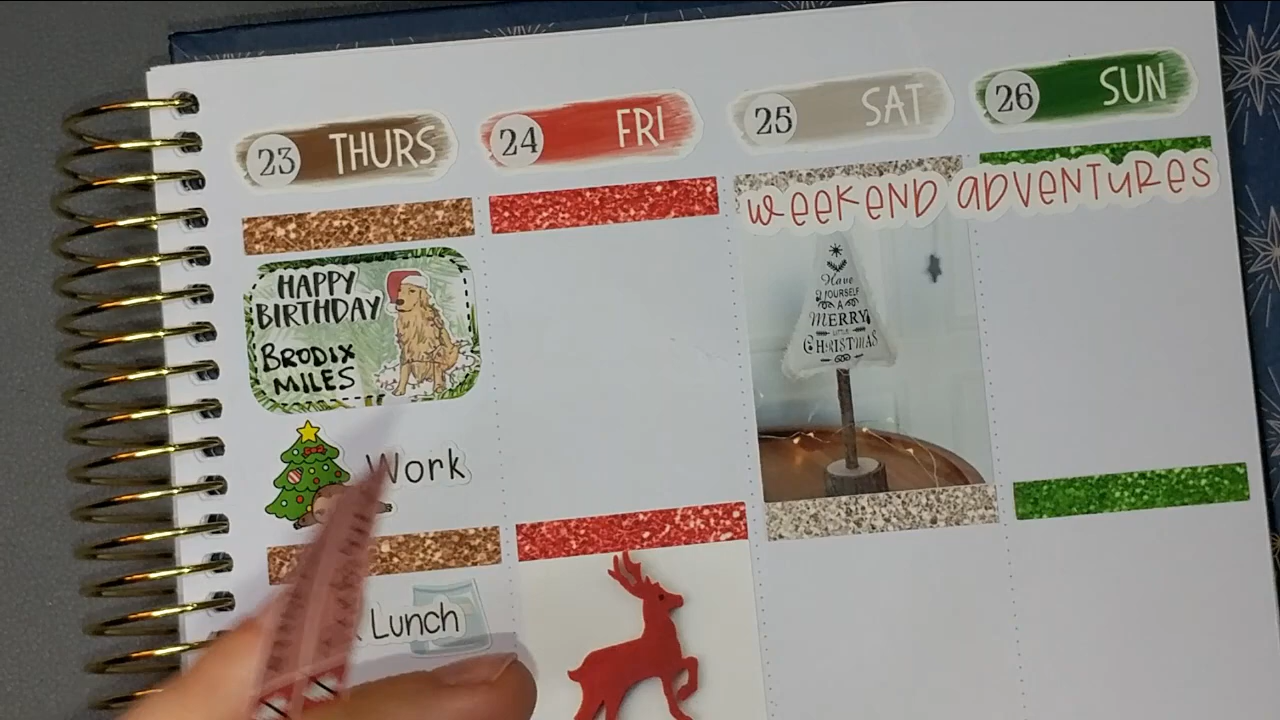 23 THURS
24 FRI
25 SAT
26 SUN
WEEKEND ADVENTURES
HAPPY
BIRTHDAY
BRODIX
MILES
Work
Lunch
Have
YOURSELF
A
MERRY
LITTLE
CHRISTMAS